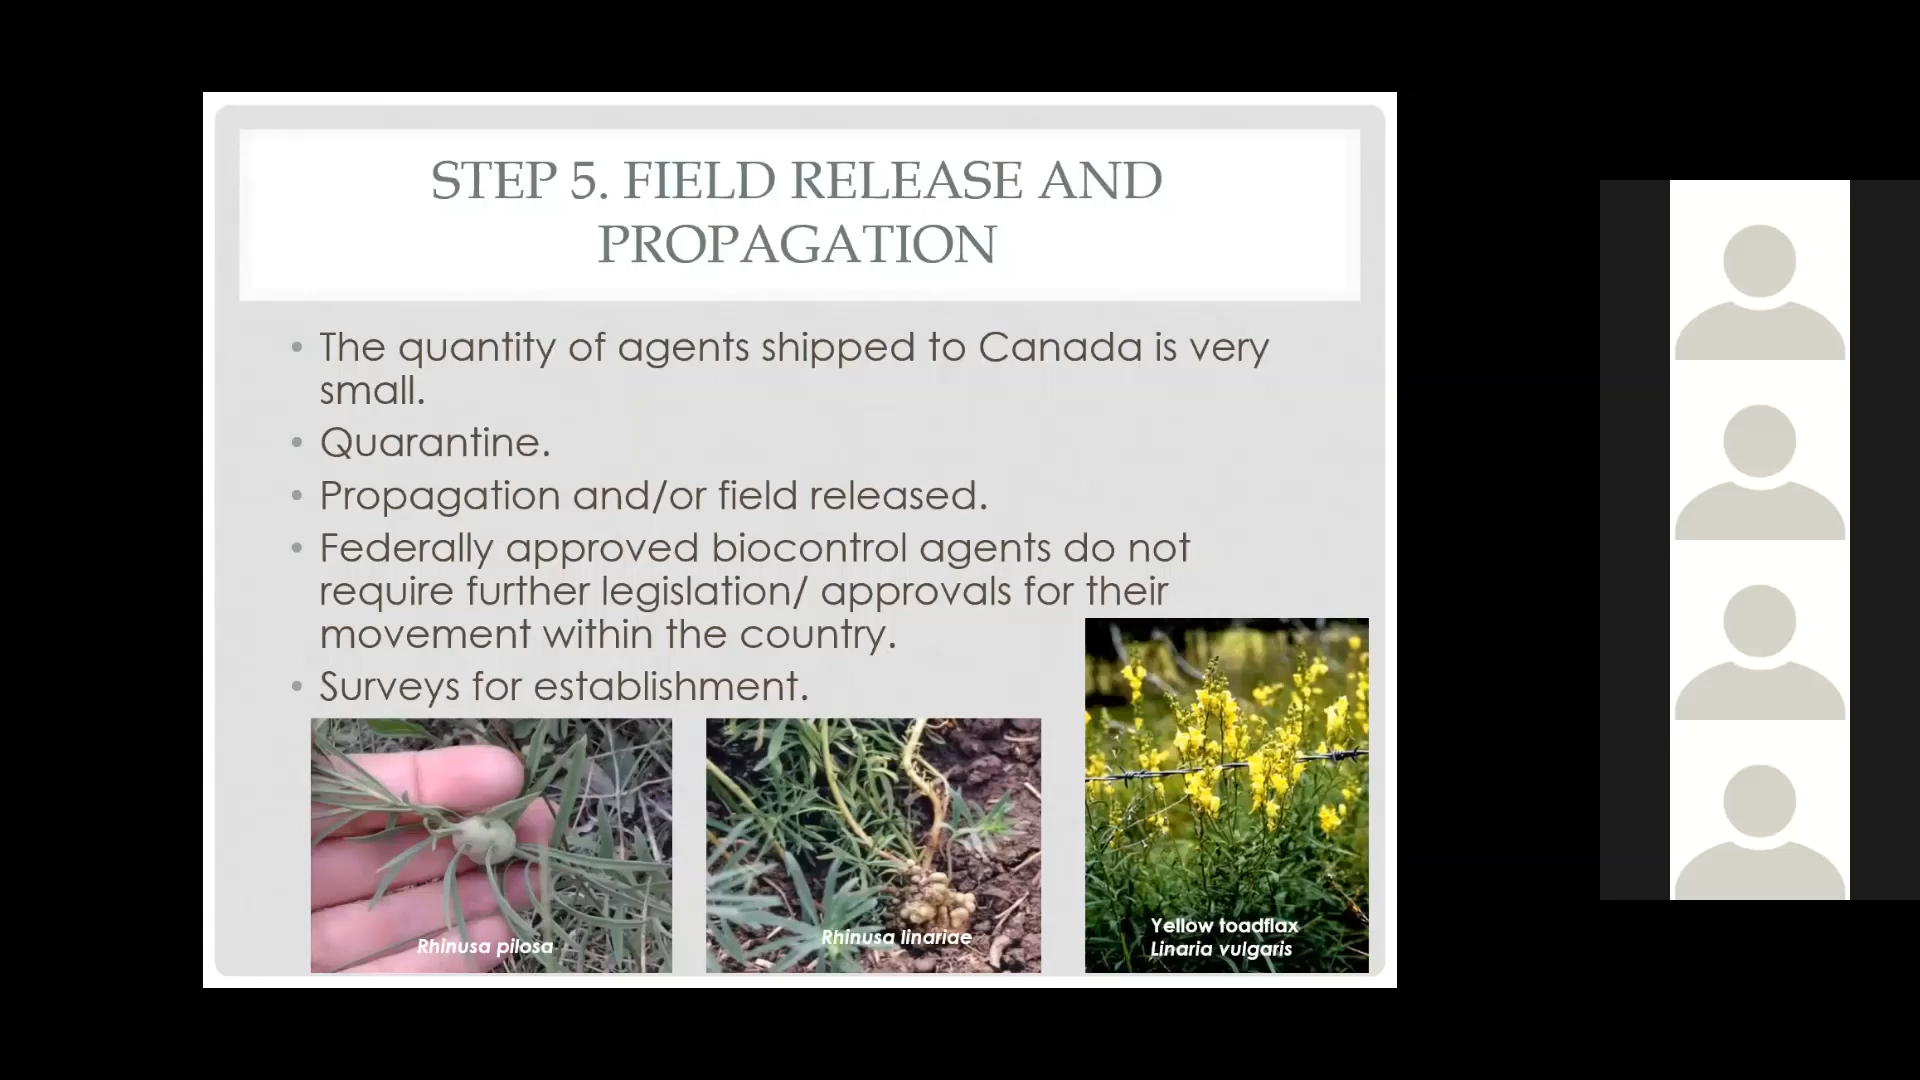 STEP 5. FIELD RELEASE AND
PROPAGATION
• The quantity of agents shipped to Canada is very
small.
• Quarantine.
• Propagation and/or field released.
• Federally approved biocontrol agents do not
require further legislation/ approvals for their
movement within the country.
• Surveys for establishment.
Rhinusa pilosa
Rhinusa linariae
Yellow toadflax
Linaria vulgaris